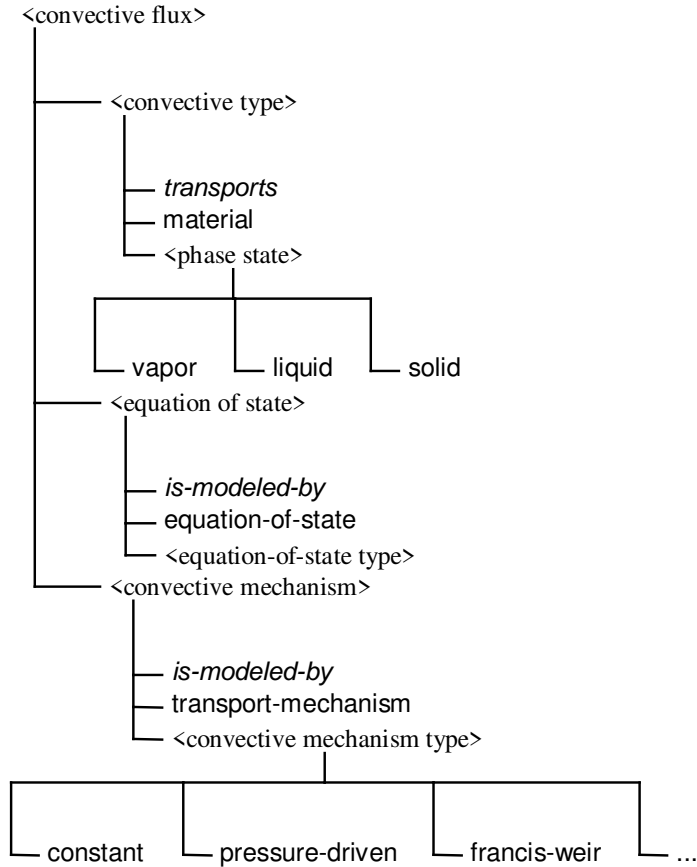 <convective flux>
<convective type>
transports
material
<phase state>
vapor liquid solid
<equation of state>
is-modeled-by
equation-of-state
<equation-of-state type>
<convective mechanism>
is-modeled-by
transport-mechanism
<convective mechanism type>
constant pressure-driven francis-weir ...